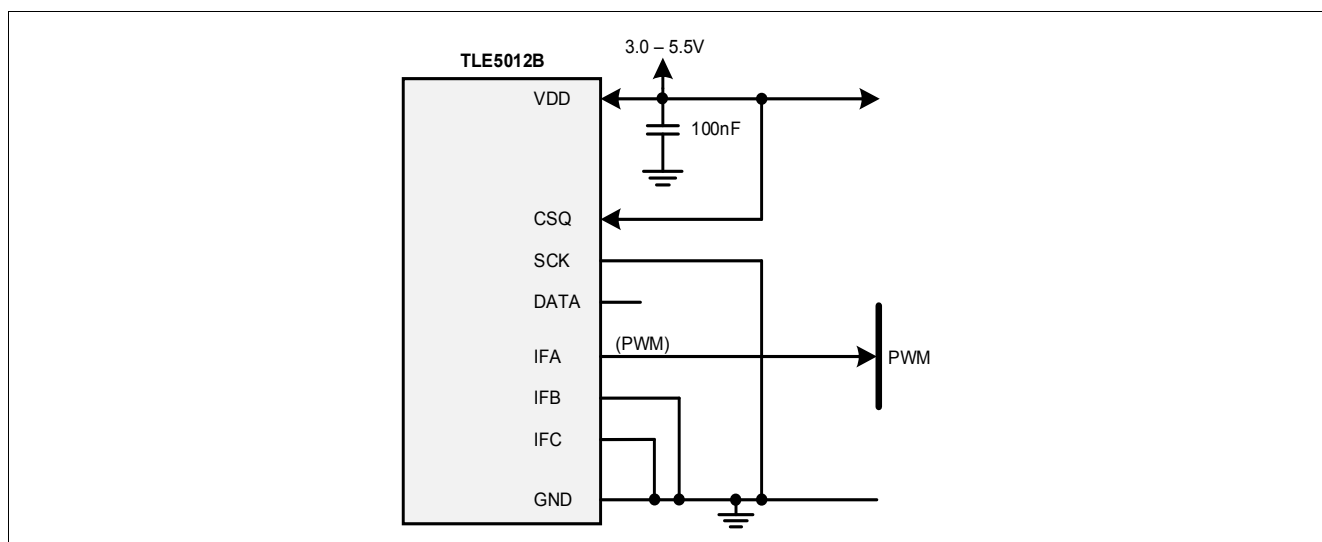 3.0 – 5.5V
TLE5012B
VDD
100nF
CSQ
SCK
DATA
IFA
(PWM)
PWM
IFB
IFC
GND